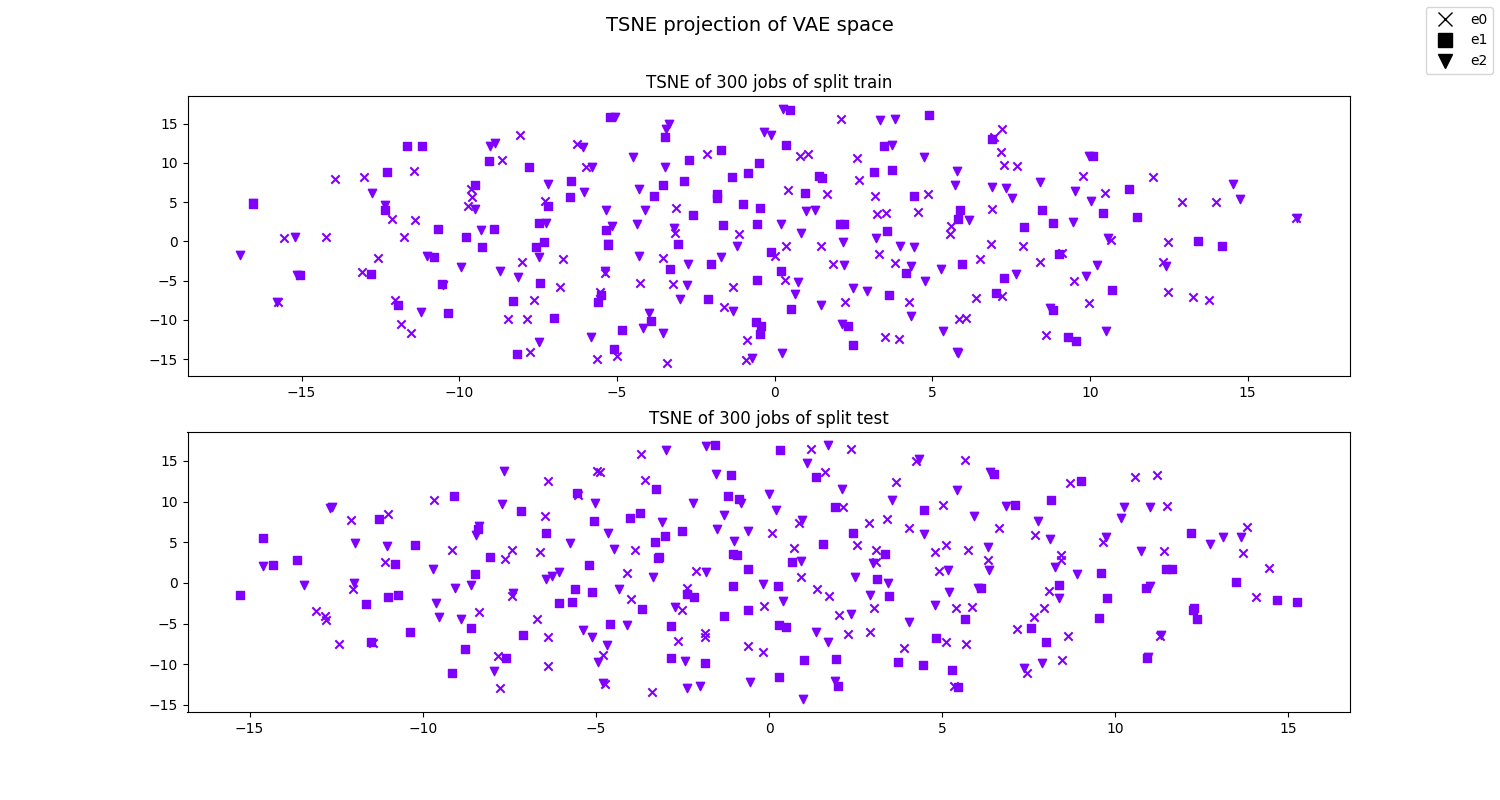 TSNE projection of VAE space
e0
e1
e2
TSNE of 300 jobs of split train
15
10
5
0
−5
−10
−15
−15 −10 −5 0 5 10 15
TSNE of 300 jobs of split test
15
10
5
0
−5
−10
−15
−15 −10 −5 0 5 10 15